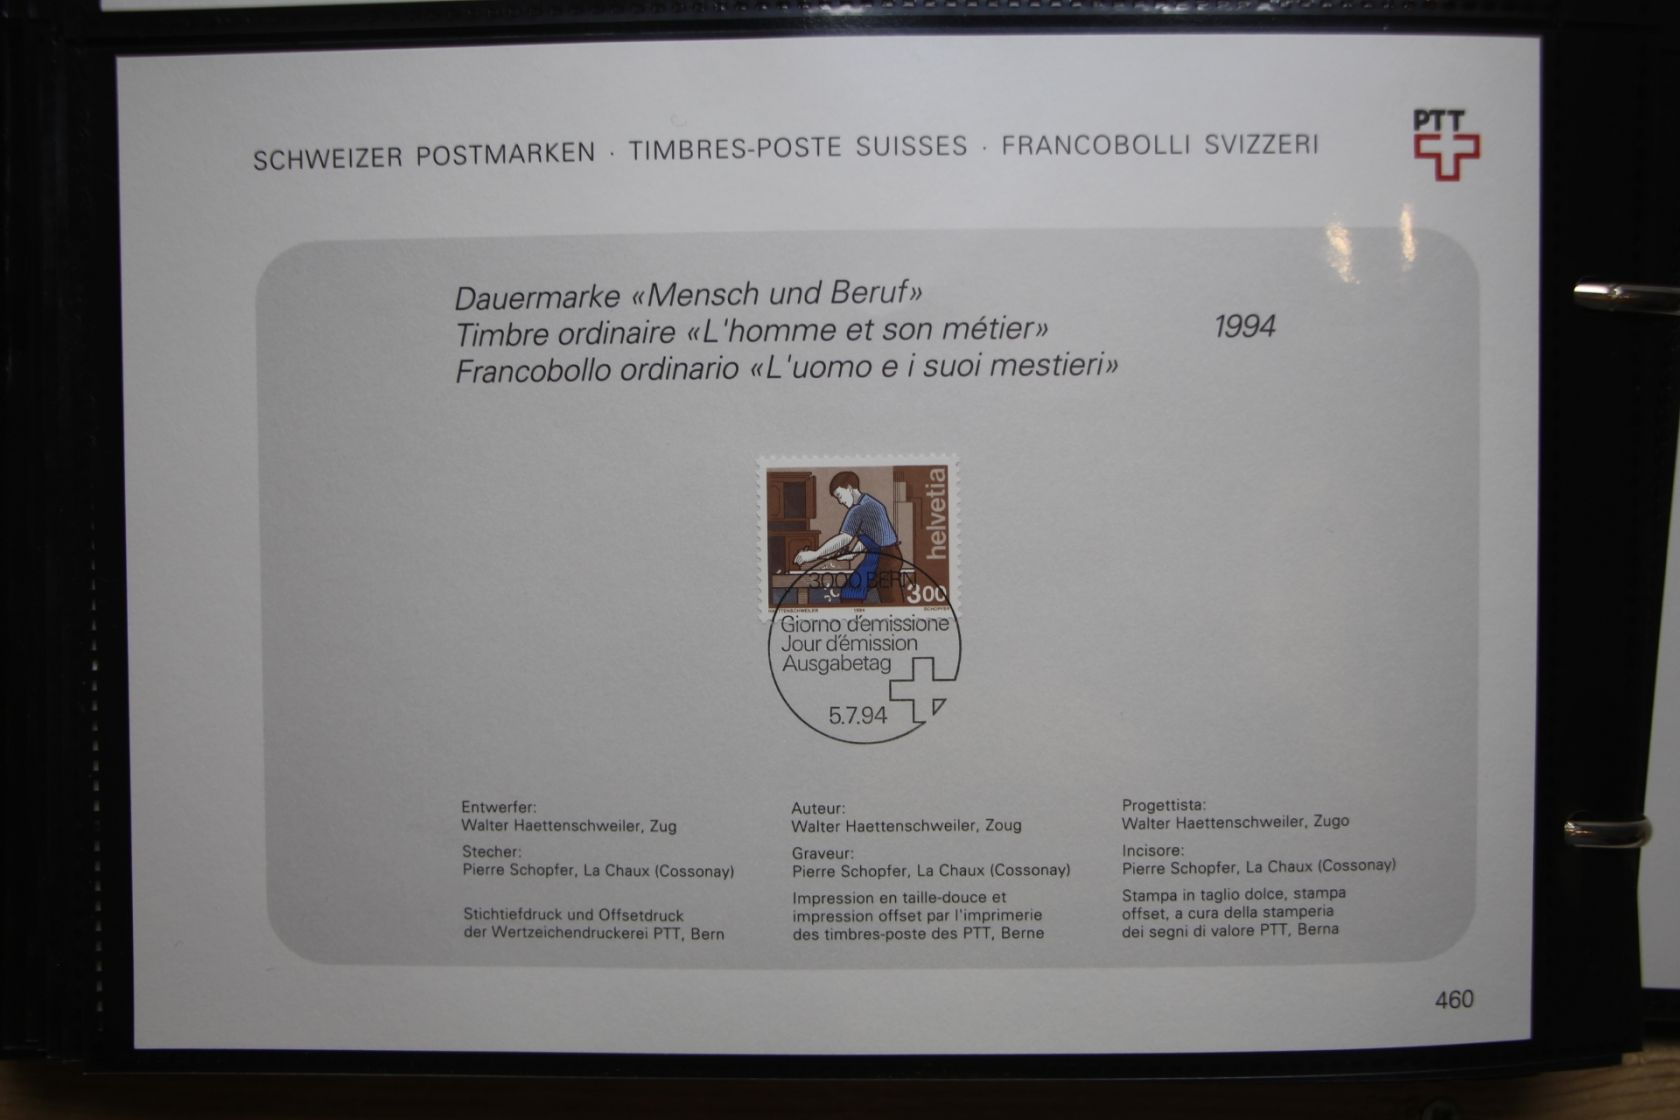 PTT
SCHWEIZER POSTMARKEN · TIMBRES-POSTE SUISSES · FRANCOBOLLI SVIZZERI
Dauermarke «Mensch und Beruf»
Timbre ordinaire «L'homme et son métier»
Francobollo ordinario «L'uomo e i suoi mestieri»
1994
helvetia
3000 BERN
300
HAETTENSCHWEILER 1994 SCHOPFER
Giorno d'emissione
Jour d'émission
Ausgabetag
5.7.94
Entwerfer:
Walter Haettenschweiler, Zug
Stecher:
Pierre Schopfer, La Chaux (Cossonay)
Stichtiefdruck und Offsetdruck
der Wertzeichendruckerei PTT, Bern
Auteur:
Walter Haettenschweiler, Zoug
Graveur:
Pierre Schopfer, La Chaux (Cossonay)
Impression en taille-douce et
impression offset par l'imprimerie
des timbres-poste des PTT, Berne
Progettista:
Walter Haettenschweiler, Zugo
Incisore:
Pierre Schopfer, La Chaux (Cossonay)
Stampa in taglio dolce, stampa
offset, a cura della stamperia
dei segni di valore PTT, Berna
460